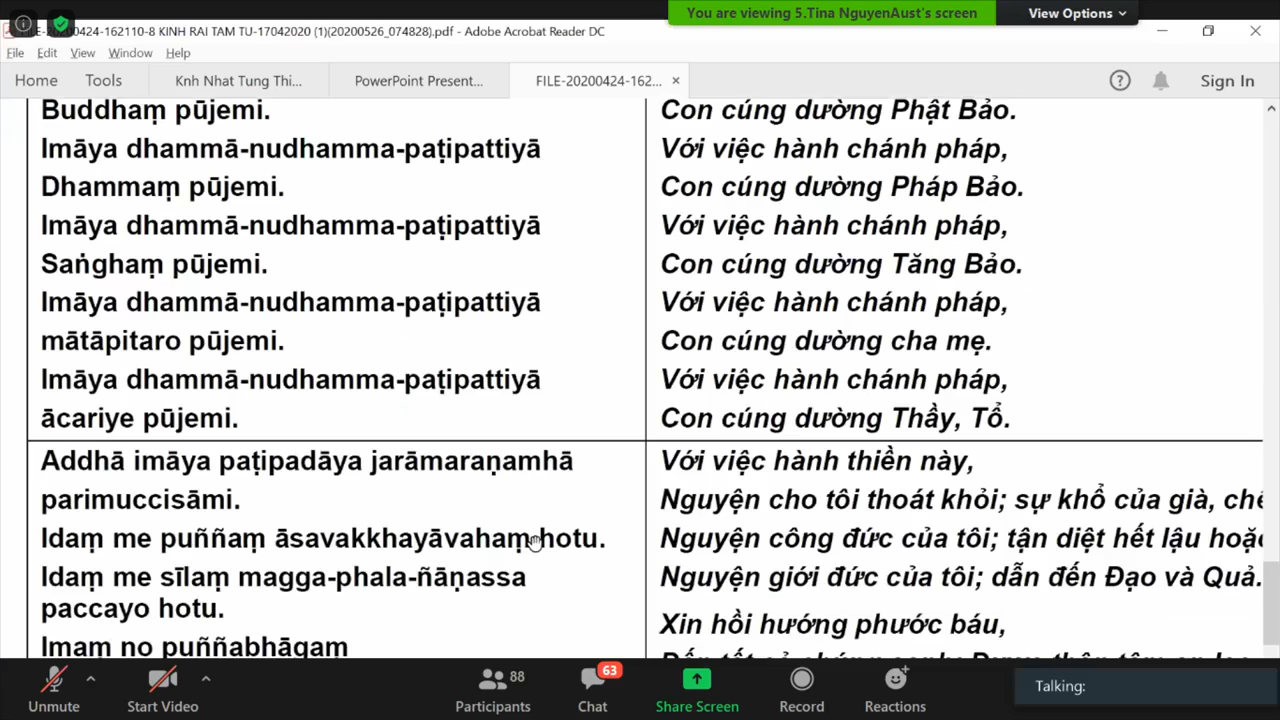 You are viewing 5.Tina NguyenAust's screen
View Options
FILE-20200424-162110-8 KINH RAI TAM TU-17042020 (1)(20200526_074828).pdf - Adobe Acrobat Reader DC
File Edit View Window Help
Home Tools Knh Nhat Tung Thi... PowerPoint Present... FILE-20200424-162... × Sign In
Buddhaṃ pūjemi.
Imāya dhammā-nudhamma-paṭipattiyā
Dhammaṃ pūjemi.
Imāya dhammā-nudhamma-paṭipattiyā
Saṅghaṃ pūjemi.
Imāya dhammā-nudhamma-paṭipattiyā
mātāpitaro pūjemi.
Imāya dhammā-nudhamma-paṭipattiyā
ācariye pūjemi.
Con cúng dường Phật Bảo.
Với việc hành chánh pháp,
Con cúng dường Pháp Bảo.
Với việc hành chánh pháp,
Con cúng dường Tăng Bảo.
Với việc hành chánh pháp,
Con cúng dường cha mẹ.
Với việc hành chánh pháp,
Con cúng dường Thầy, Tổ.
Addhā imāya paṭipadāya jarāmaraṇamhā
parimuccisāmi.
Idaṃ me puññaṃ āsavakkhayāvahaṃ hotu.
Idaṃ me sīlaṃ magga-phala-ñāṇassa
paccayo hotu.
Imaṃ no puññabhāgaṃ
Với việc hành thiền này,
Nguyện cho tôi thoát khỏi; sự khổ của già,
Nguyện công đức của tôi; tận diệt hết lậu
Nguyện giới đức của tôi; dẫn đến Đạo và Quả.
Xin hồi hướng phước báu,
Unmute
Start Video
Participants 88
Chat 63
Share Screen
Record
Reactions
Talking: